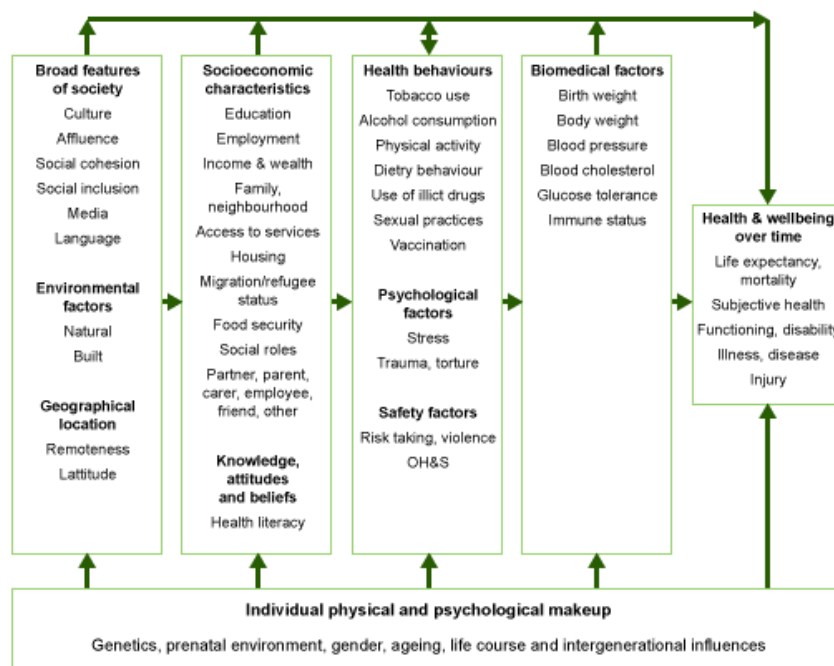 Broad features
of society
Culture
Affluence
Social cohesion
Social inclusion
Media
Language
Environmental
factors
Natural
Built
Geographical
location
Remoteness
Lattitude
Socioeconomic
characteristics
Education
Employment
Income & wealth
Family,
neighbourhood
Access to services
Housing
Migration/refugee
status
Food security
Social roles
Partner, parent,
carer, employee,
friend, other
Knowledge,
attitudes
and beliefs
Health literacy
Health behaviours
Tobacco use
Alcohol consumption
Physical activity
Dietry behaviour
Use of illict drugs
Sexual practices
Vaccination
Psychological
factors
Stress
Trauma, torture
Safety factors
Risk taking, violence
OH&S
Biomedical factors
Birth weight
Body weight
Blood pressure
Blood cholesterol
Glucose tolerance
Immune status
Health & wellbeing
over time
Life expectancy,
mortality
Subjective health
Functioning, disability
Illness, disease
Injury
Individual physical and psychological makeup
Genetics, prenatal environment, gender, ageing, life course and intergenerational influences